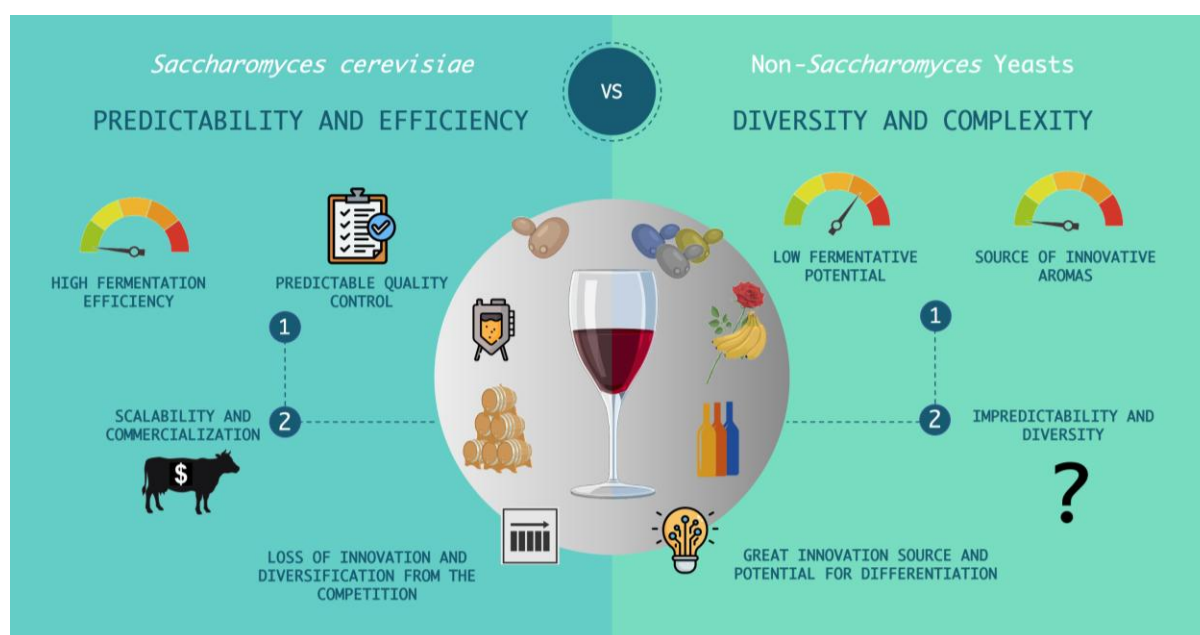 Saccharomyces cerevisiae
PREDICTABILITY AND EFFICIENCY
VS
Non-Saccharomyces Yeasts
DIVERSITY AND COMPLEXITY
HIGH FERMENTATION
EFFICIENCY
PREDICTABLE QUALITY
CONTROL
1
SCALABILITY AND
COMMERCIALIZATION
2
$
LOSS OF INNOVATION AND
DIVERSIFICATION FROM THE
COMPETITION
LOW FERMENTATIVE
POTENTIAL
SOURCE OF INNOVATIVE
AROMAS
1
2
IMPREDICTABILITY AND
DIVERSITY
?
GREAT INNOVATION SOURCE AND
POTENTIAL FOR DIFFERENTIATION